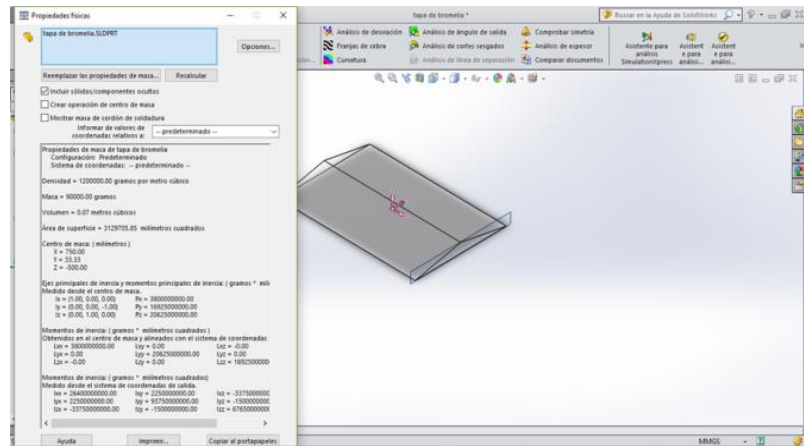 Propiedades físicas
tapa de bromelia.SLDPRT
Opciones...
Reemplazar las propiedades de masa...
Recalcular
Incluir sólidos/componentes ocultos
Crear operación de centro de masa
Mostrar masa de cordón de soldadura
Informar de valores de coordenadas relativos a:
-- predeterminado --
Propiedades de masa de tapa de bromelia
Configuración: Predeterminado
Sistema de coordenadas: -- predeterminado --
Densidad = 1200000.00 gramos por metro cúbico
Masa = 90000.00 gramos
Volumen = 0.07 metros cúbicos
Área de superficie = 3129705.85 milímetros cuadrados
Centro de masa: ( milímetros )
X = 750.00
Y = 33.33
Z = -500.00
Ejes principales de inercia y momentos principales de inercia: ( gramos * mili
Medido desde el centro de masa.
Ix = (1.00, 0.00, 0.00) Px = 3800000000.00
Iy = (0.00, 0.00, -1.00) Py = 16925000000.00
Iz = (0.00, 1.00, 0.00) Pz = 20625000000.00
Momentos de inercia: ( gramos * milímetros cuadrados )
Obtenidos en el centro de masa y alineados con el sistema de coordenadas
Lxx = 3800000000.00 Lxy = 0.00 Lxz = -0.00
Lyx = 0.00 Lyy = 20625000000.00 Lyz = 0.00
Lzx = -0.00 Lzy = 0.00 Lzz = 1692500000
Momentos de inercia: ( gramos * milímetros cuadrados)
Medido desde el sistema de coordenadas de salida.
Ixx = 26400000000.00 Ixy = 2250000000.00 Ixz = -3375000000
Iyx = 2250000000.00 Iyy = 93750000000.00 Iyz = -1500000000
Izx = -33750000000.00 Izy = -1500000000.00 Izz = 6765000000
Ayuda
Imprimir...
Copiar al portapapeles
tapa de bromelia *
Buscar en la Ayuda de SolidWorks
Análisis de desviación
Análisis de ángulo de salida
Comprobar simetría
Franjas de cebra
Análisis de cortes sesgados
Análisis de espesor
Curvatura
Análisis de línea de separación
Comparar documentos
Asistente para análisis SimulationXpress
Asistent e para análisi...
Asistent e para análisi...
MMGS